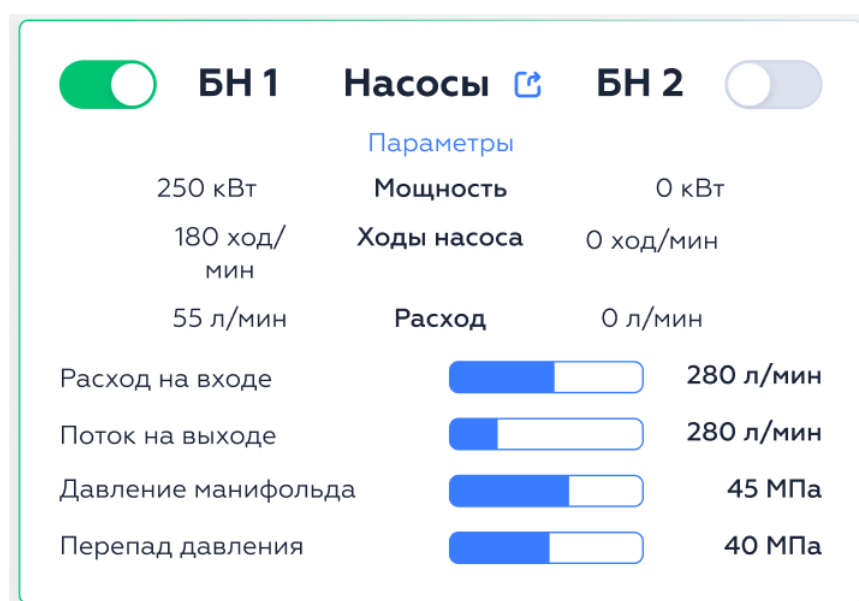 БН 1 Насосы БН 2
Параметры
250 кВт Мощность 0 кВт
180 ход/ Ходы насоса 0 ход/мин
мин
55 л/мин Расход 0 л/мин
Расход на входе 280 л/мин
Поток на выходе 280 л/мин
Давление манифольда 45 МПа
Перепад давления 40 МПа